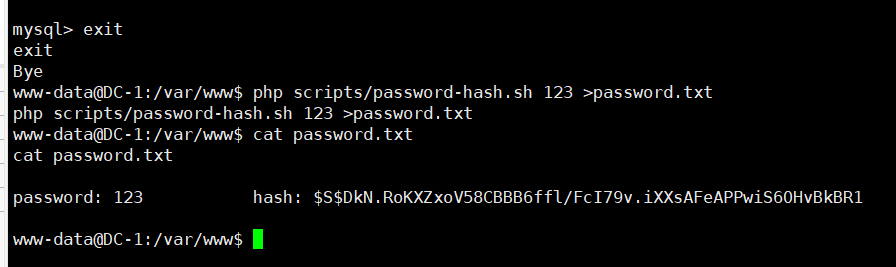 mysql> exit
exit
Bye
www-data@DC-1:/var/www$ php scripts/password-hash.sh 123 >password.txt
php scripts/password-hash.sh 123 >password.txt
www-data@DC-1:/var/www$ cat password.txt
cat password.txt
password: 123 hash: $S$DkN.RoKXZxoV58CBBB6ffl/FcI79v.iXXsAFeAPPwiS6OHvBkBR1
www-data@DC-1:/var/www$